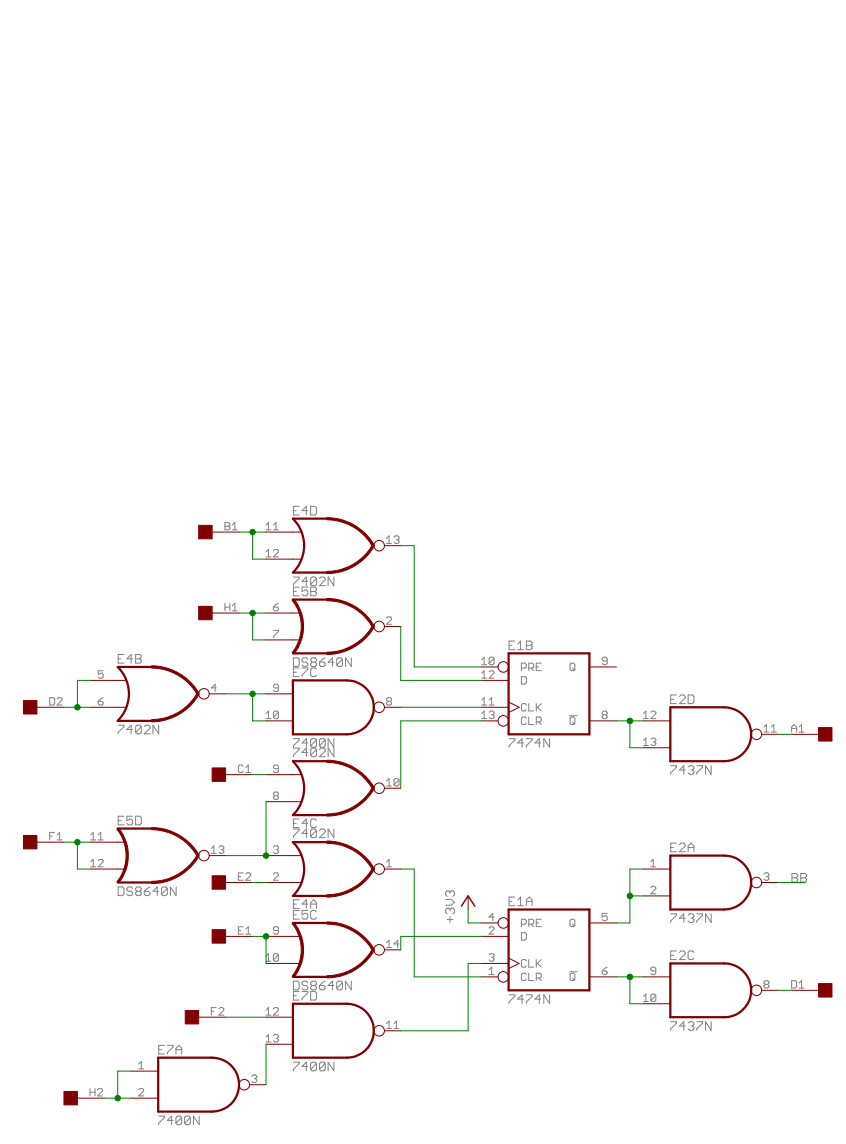 E4D
B1 11 13
12
7402N
E5B
H1 6 2
7
DS8640N
E1B
E4B
E7C
10 PRE Q 9
5 12 D
D2 6 4 9 8 11 CLK
10 13 CLR Q 8
7402N
7400N
7474N
E2D
12 11 A1
13
7437N
7402N
C1 9 10
8
E4C
E5D
F1 11 13
12
DS8640N
7402N
3 1
E2 2
E4A
E2A
1 3 BB
2
7437N
+3V3
E5C
E1 9 14
10
DS8640N
E1A
4 PRE Q 5
2 D
3 CLK
1 CLR Q 6
7474N
E2C
9 8 D1
10
7437N
E7D
F2 12 11
13
7400N
E7A
1 3
H2 2
7400N